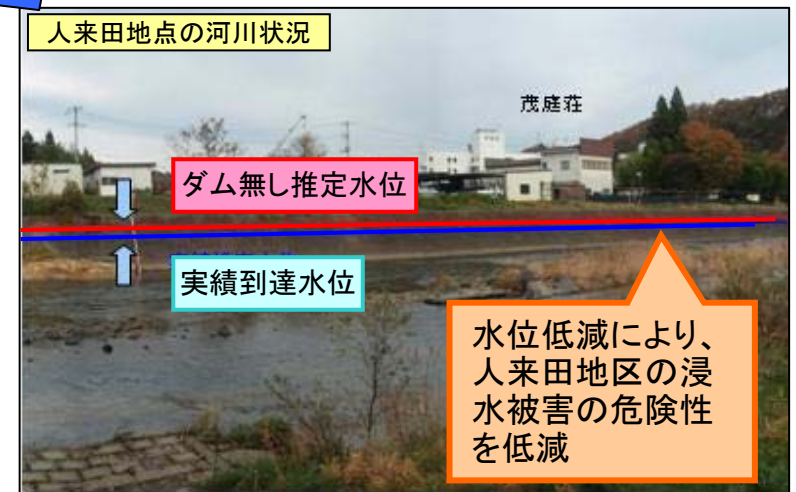 人来田地点の河川状況
茂庭荘
ダム無し推定水位
実績到達水位
水位低減により、
人来田地区の浸
水被害の危険性
を低減